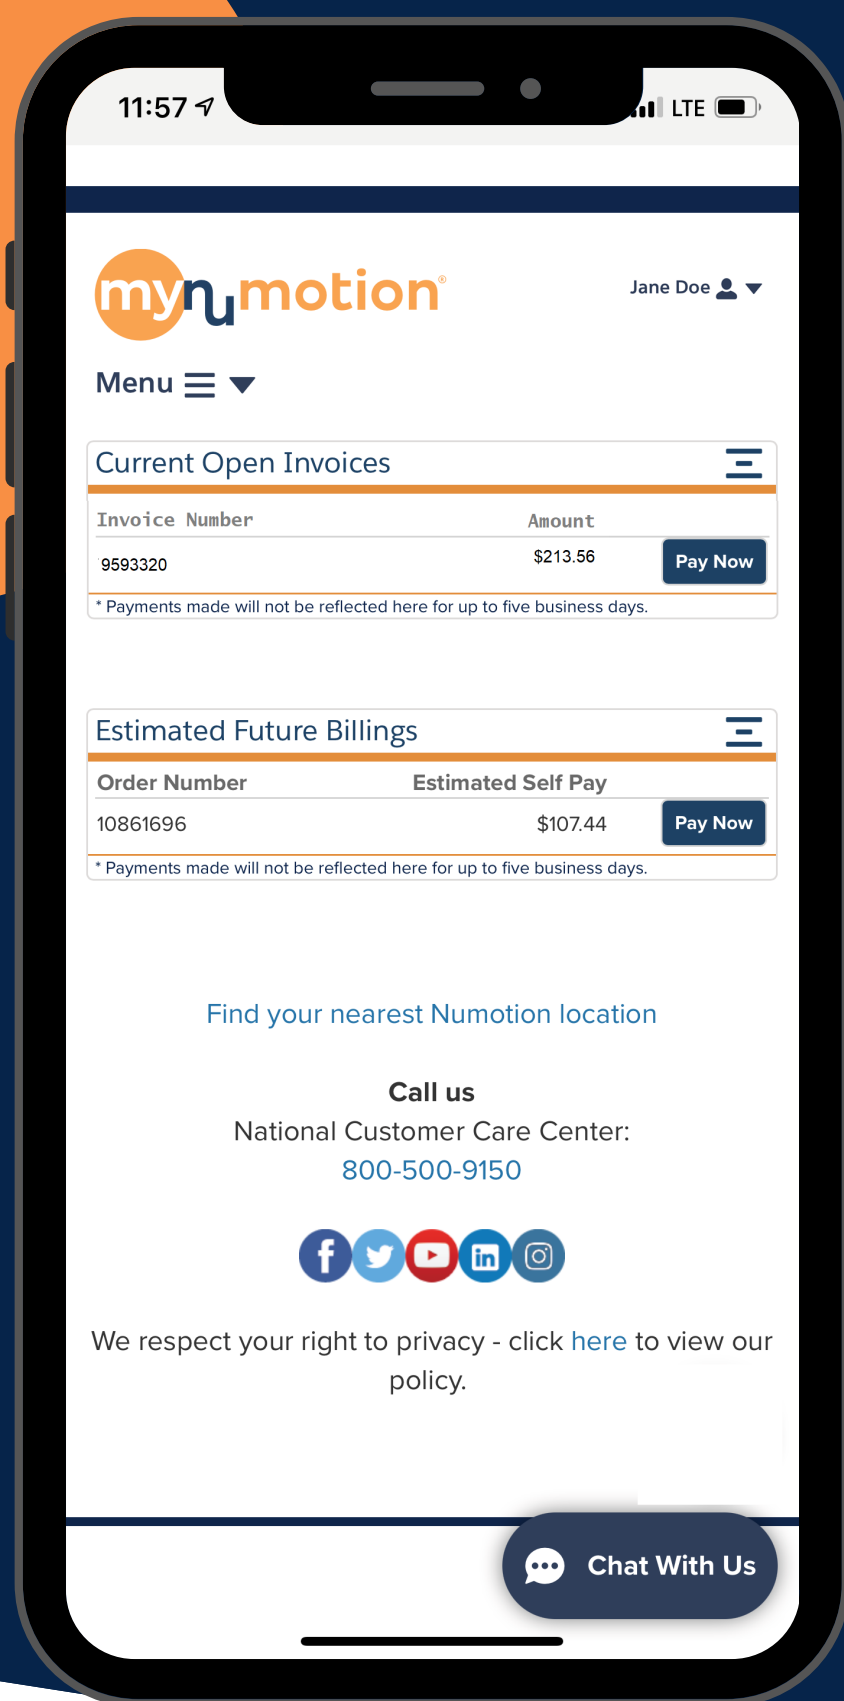 11:57
LTE
mynumotion®
Jane Doe
Menu
Current Open Invoices
Invoice Number Amount
9593320 $213.56 Pay Now
* Payments made will not be reflected here for up to five business days.
Estimated Future Billings
Order Number Estimated Self Pay
10861696 $107.44 Pay Now
* Payments made will not be reflected here for up to five business days.
Find your nearest Numotion location
Call us
National Customer Care Center:
800-500-9150
f in
We respect your right to privacy - click here to view our
policy.
Chat With Us